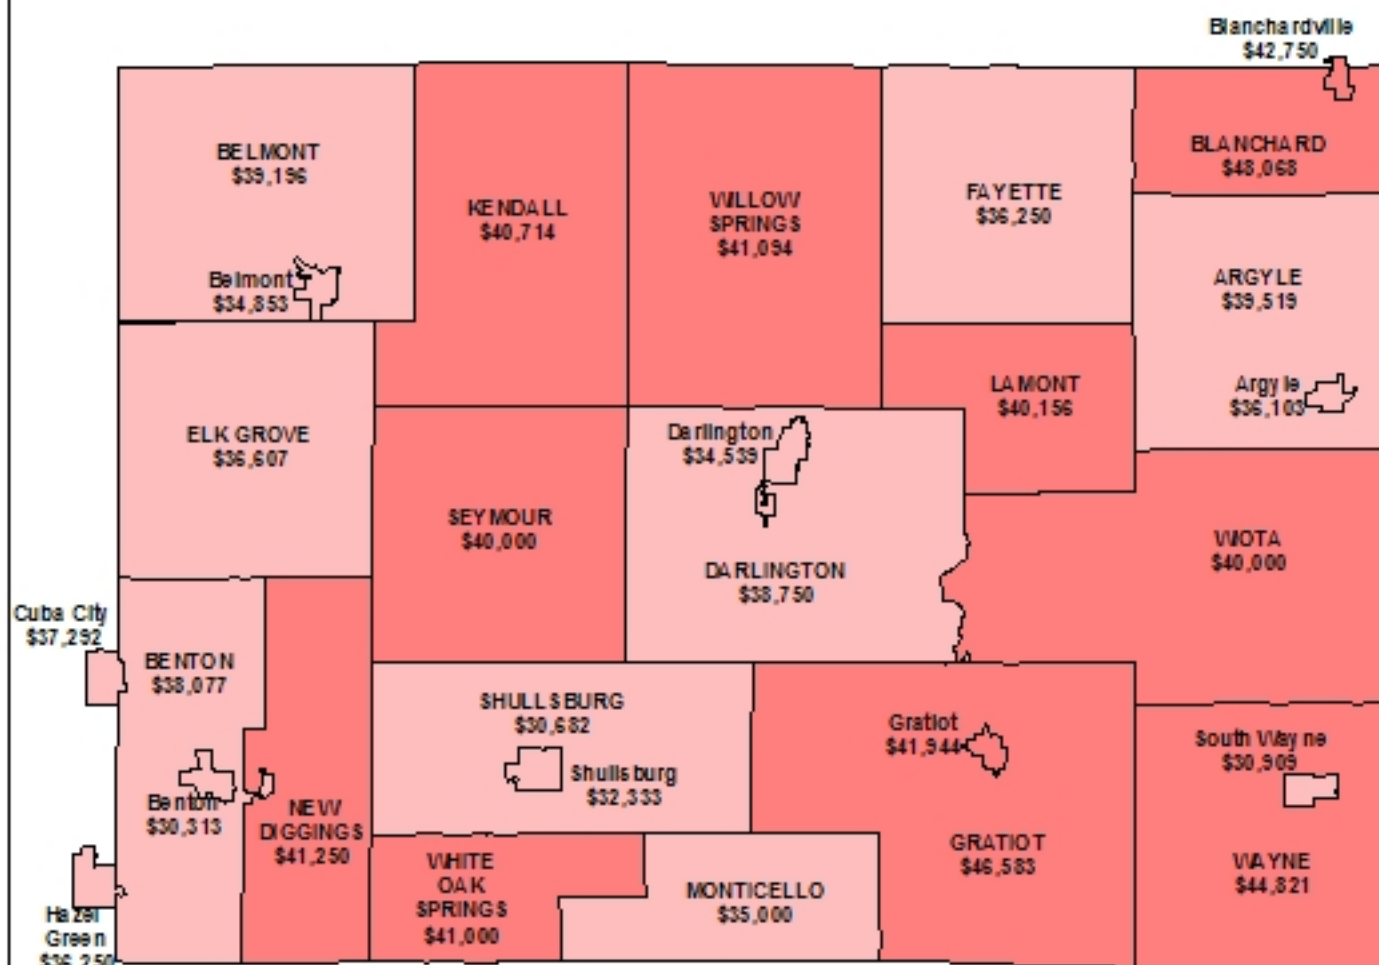 Blanchardville
$42,750
BELMONT
$39,196
KENDALL
$40,714
WILLOW
SPRINGS
$41,094
FAYETTE
$36,250
BLANCHARD
$48,068
Belmont
$34,853
ARGYLE
$39,519
LAMONT
$40,156
Argyle
$36,103
ELK GROVE
$36,607
Darlington
$34,539
SEYMOUR
$40,000
DARLINGTON
$38,750
WIOTA
$40,000
Cuba City
$37,292
BENTON
$38,077
SHULLSBURG
$30,682
Gratiot
$41,944
South Wayne
$30,909
Shullsburg
$32,333
Benton
$30,313
NEW
DIGGINGS
$41,250
WHITE
OAK
SPRINGS
$41,000
MONTICELLO
$35,000
GRATIOT
$46,583
WAYNE
$44,821
Hazel
Green
$36,250